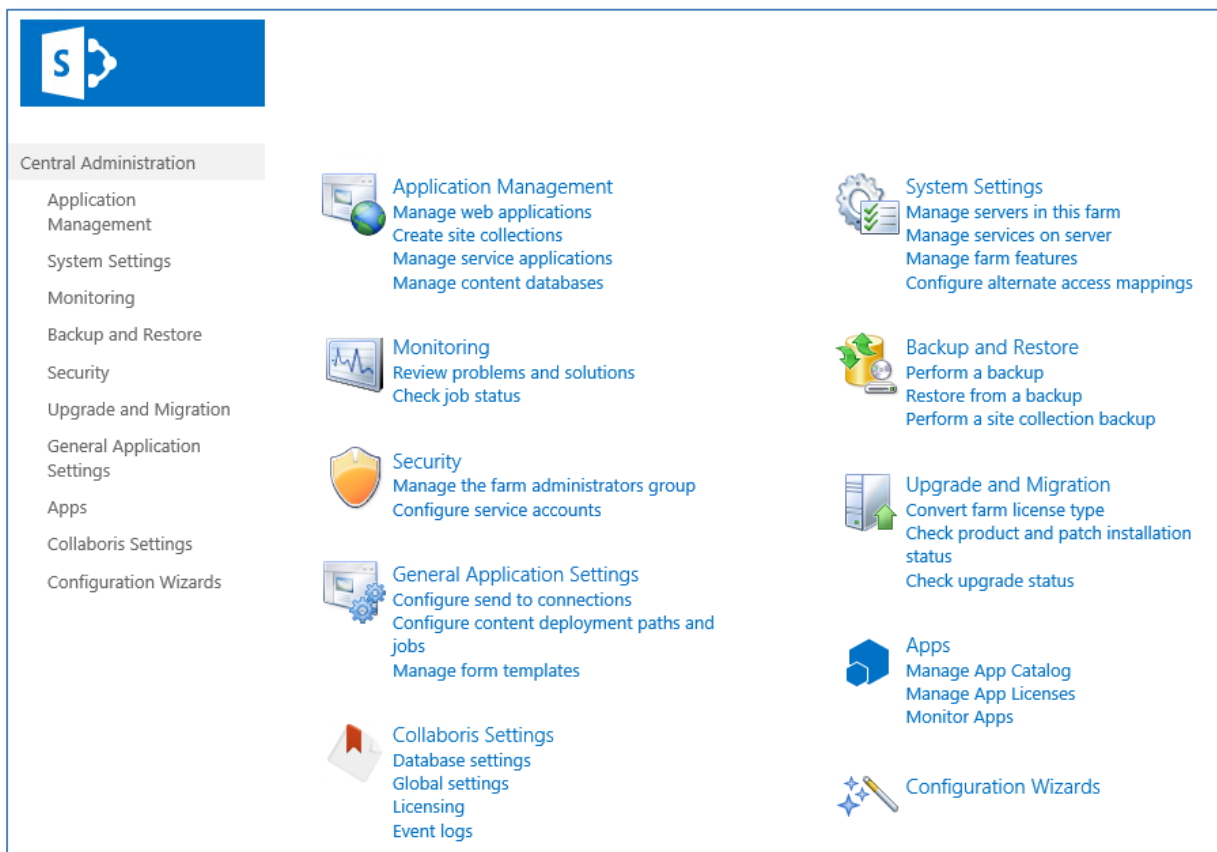 S
Central Administration
Application
Management
System Settings
Monitoring
Backup and Restore
Security
Upgrade and Migration
General Application
Settings
Apps
Collaboris Settings
Configuration Wizards
Application Management
Manage web applications
Create site collections
Manage service applications
Manage content databases
Monitoring
Review problems and solutions
Check job status
Security
Manage the farm administrators group
Configure service accounts
General Application Settings
Configure send to connections
Configure content deployment paths and
jobs
Manage form templates
Collaboris Settings
Database settings
Global settings
Licensing
Event logs
System Settings
Manage servers in this farm
Manage services on server
Manage farm features
Configure alternate access mappings
Backup and Restore
Perform a backup
Restore from a backup
Perform a site collection backup
Upgrade and Migration
Convert farm license type
Check product and patch installation
status
Check upgrade status
Apps
Manage App Catalog
Manage App Licenses
Monitor Apps
Configuration Wizards